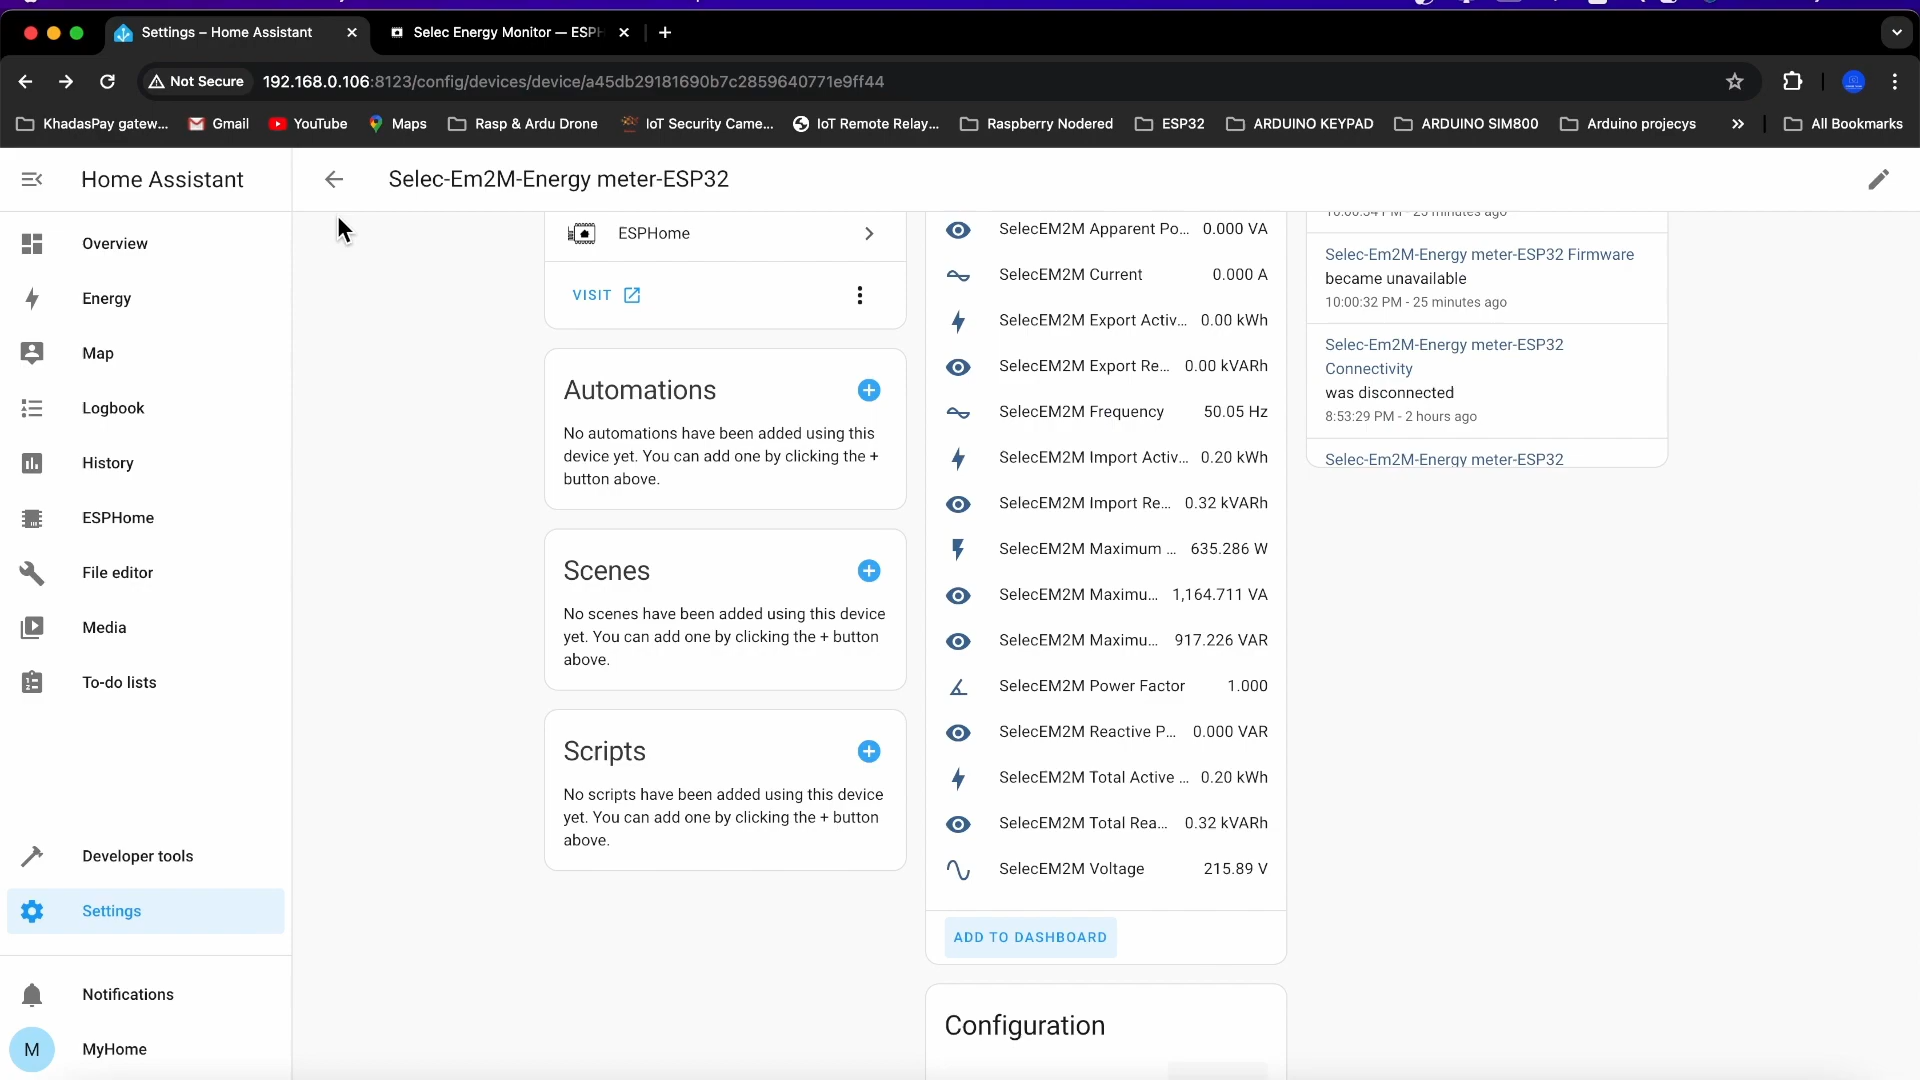 Settings – Home Assistant
Selec Energy Monitor — ESPH
Not Secure
192.168.0.106:8123/config/devices/device/a45db29181690b7c2859640771e9ff44
KhadasPay gatew...
Gmail
YouTube
Maps
Rasp & Ardu Drone
IoT Security Came...
IoT Remote Relay...
Raspberry Nodered
ESP32
ARDUINO KEYPAD
ARDUINO SIM800
Arduino projecys
»
All Bookmarks
Home Assistant
Overview
Energy
Map
Logbook
History
ESPHome
File editor
Media
To-do lists
Developer tools
Settings
Notifications
M
MyHome
Selec-Em2M-Energy meter-ESP32
ESPHome
VISIT
Automations
No automations have been added using this
device yet. You can add one by clicking the +
button above.
Scenes
No scenes have been added using this device
yet. You can add one by clicking the + button
above.
Scripts
No scripts have been added using this device
yet. You can add one by clicking the + button
above.
SelecEM2M Apparent Po... 0.000 VA
SelecEM2M Current 0.000 A
SelecEM2M Export Activ... 0.00 kWh
SelecEM2M Export Re... 0.00 kVARh
SelecEM2M Frequency 50.05 Hz
SelecEM2M Import Activ... 0.20 kWh
SelecEM2M Import Re... 0.32 kVARh
SelecEM2M Maximum ... 635.286 W
SelecEM2M Maximu... 1,164.711 VA
SelecEM2M Maximu... 917.226 VAR
SelecEM2M Power Factor 1.000
SelecEM2M Reactive P... 0.000 VAR
SelecEM2M Total Active ... 0.20 kWh
SelecEM2M Total Rea... 0.32 kVARh
SelecEM2M Voltage 215.89 V
ADD TO DASHBOARD
Configuration
10:00:34 PM - 25 minutes ago
Selec-Em2M-Energy meter-ESP32 Firmware
became unavailable
10:00:32 PM - 25 minutes ago
Selec-Em2M-Energy meter-ESP32
Connectivity
was disconnected
8:53:29 PM - 2 hours ago
Selec-Em2M-Energy meter-ESP32